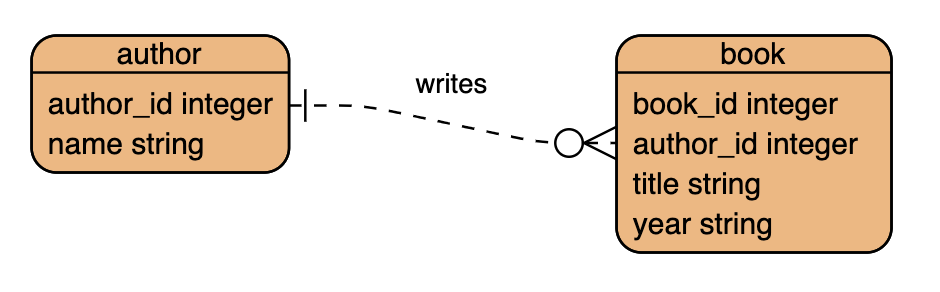 author
author_id integer
name string
writes
book
book_id integer
author_id integer
title string
year string